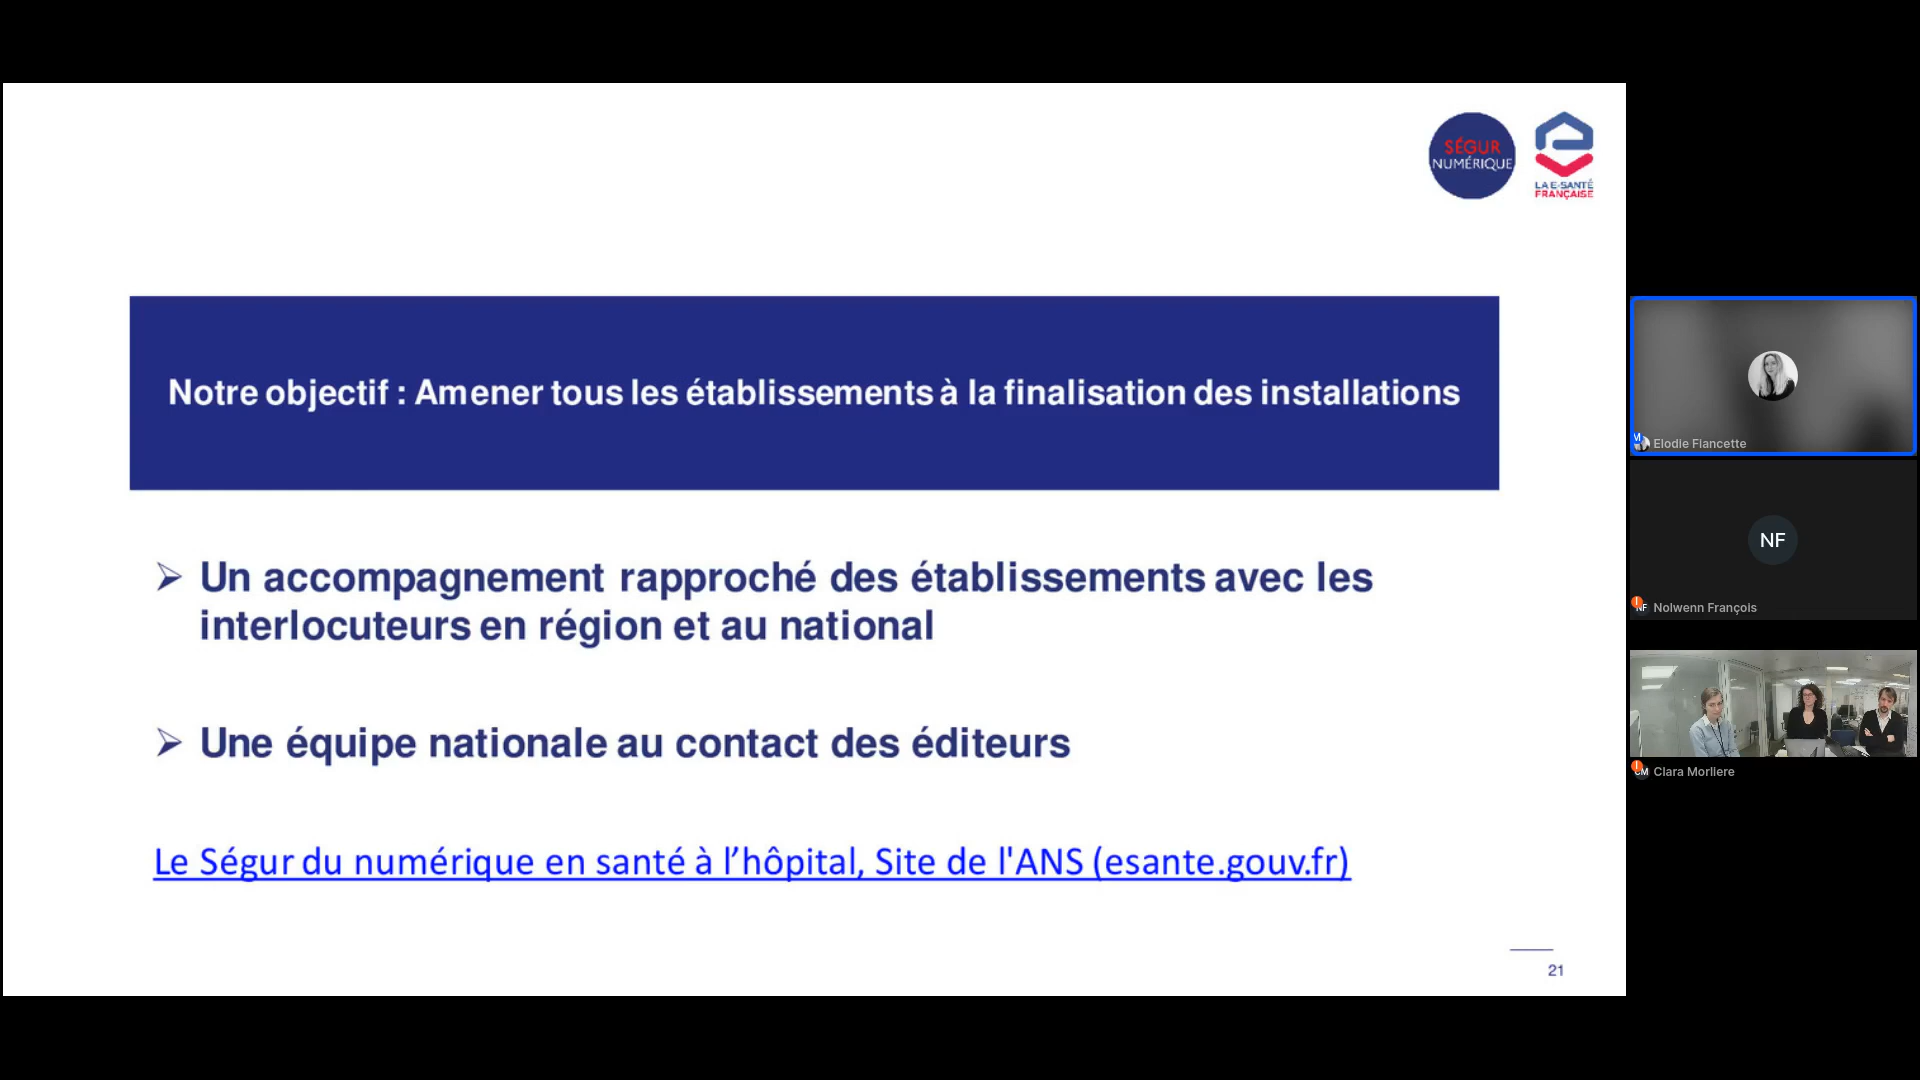 SÉGUR
NUMÉRIQUE
LA E-SANTÉ
FRANÇAISE
Notre objectif : Amener tous les établissements à la finalisation des installations
Un accompagnement rapproché des établissements avec les
interlocuteurs en région et au national
Une équipe nationale au contact des éditeurs
Le Ségur du numérique en santé à l’hôpital, Site de l'ANS (esante.gouv.fr)
21
Elodie Flancette
NF
Nolwenn François
Clara Morliere